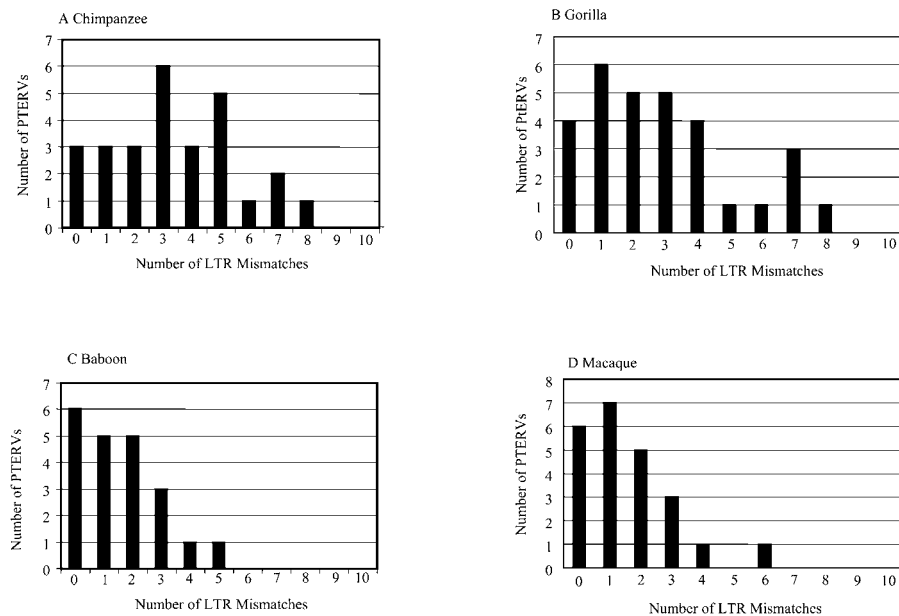 A Chimpanzee
7
6
5
4
3
2
1
0
Number of PTERVs
0 1 2 3 4 5 6 7 8 9 10
Number of LTR Mismatches
B Gorilla
7
6
5
4
3
2
1
0
Number of PtERVs
0 1 2 3 4 5 6 7 8 9 10
Number of LTR Mismatches
C Baboon
7
6
5
4
3
2
1
0
Number of PTERVs
0 1 2 3 4 5 6 7 8 9 10
Number of LTR Mismatches
D Macaque
8
7
6
5
4
3
2
1
0
Number of PTERVs
0 1 2 3 4 5 6 7 8 9 10
Number of LTR Mismatches